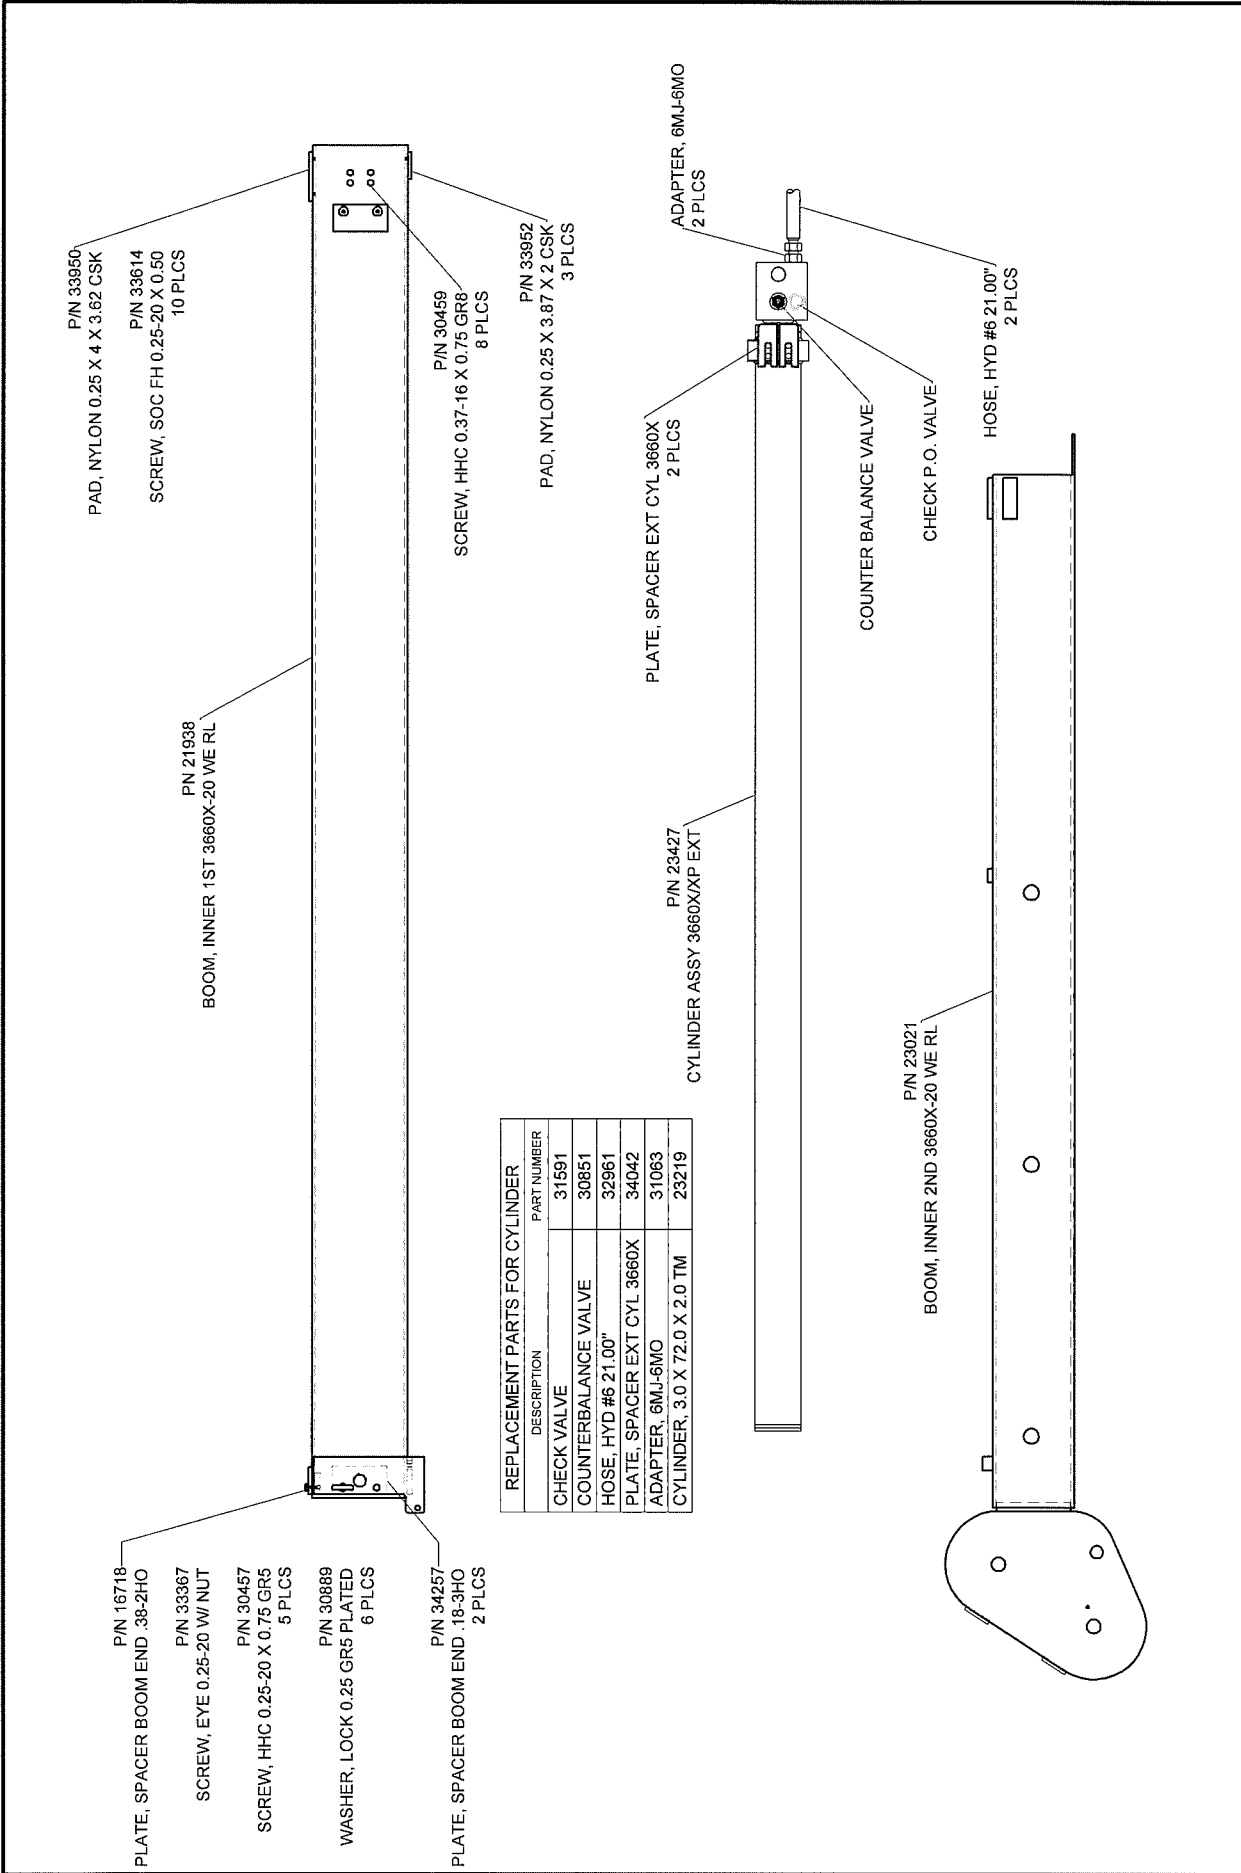 P/N 16718
PLATE, SPACER BOOM END .38-2HO
P/N 33367
SCREW, EYE 0.25-20 W/ NUT
P/N 30457
SCREW, HHC 0.25-20 X 0.75 GR5
5 PLCS
P/N 30889
WASHER, LOCK 0.25 GR5 PLATED
6 PLCS
P/N 34257
PLATE, SPACER BOOM END .18-3HO
2 PLCS
PN 21938
BOOM, INNER 1ST 3660X-20 WE RL
P/N 33950
PAD, NYLON 0.25 X 4 X 3.62 CSK
P/N 33614
SCREW, SOC FH 0.25-20 X 0.50
10 PLCS
P/N 30459
SCREW, HHC 0.37-16 X 0.75 GR8
8 PLCS
P/N 33952
PAD, NYLON 0.25 X 3.87 X 2 CSK
3 PLCS
REPLACEMENT PARTS FOR CYLINDER
DESCRIPTION PART NUMBER
CHECK VALVE 31591
COUNTERBALANCE VALVE 30851
HOSE, HYD #6 21.00" 32961
PLATE, SPACER EXT CYL 3660X 34042
ADAPTER, 6MJ-6MO 31063
CYLINDER, 3.0 X 72.0 X 2.0 TM 23219
P/N 23427
CYLINDER ASSY 3660X/XP EXT
PLATE, SPACER EXT CYL 3660X
2 PLCS
ADAPTER, 6MJ-6MO
2 PLCS
COUNTER BALANCE VALVE
CHECK P.O. VALVE
HOSE, HYD #6 21.00"
2 PLCS
P/N 23021
BOOM, INNER 2ND 3660X-20 WE RL